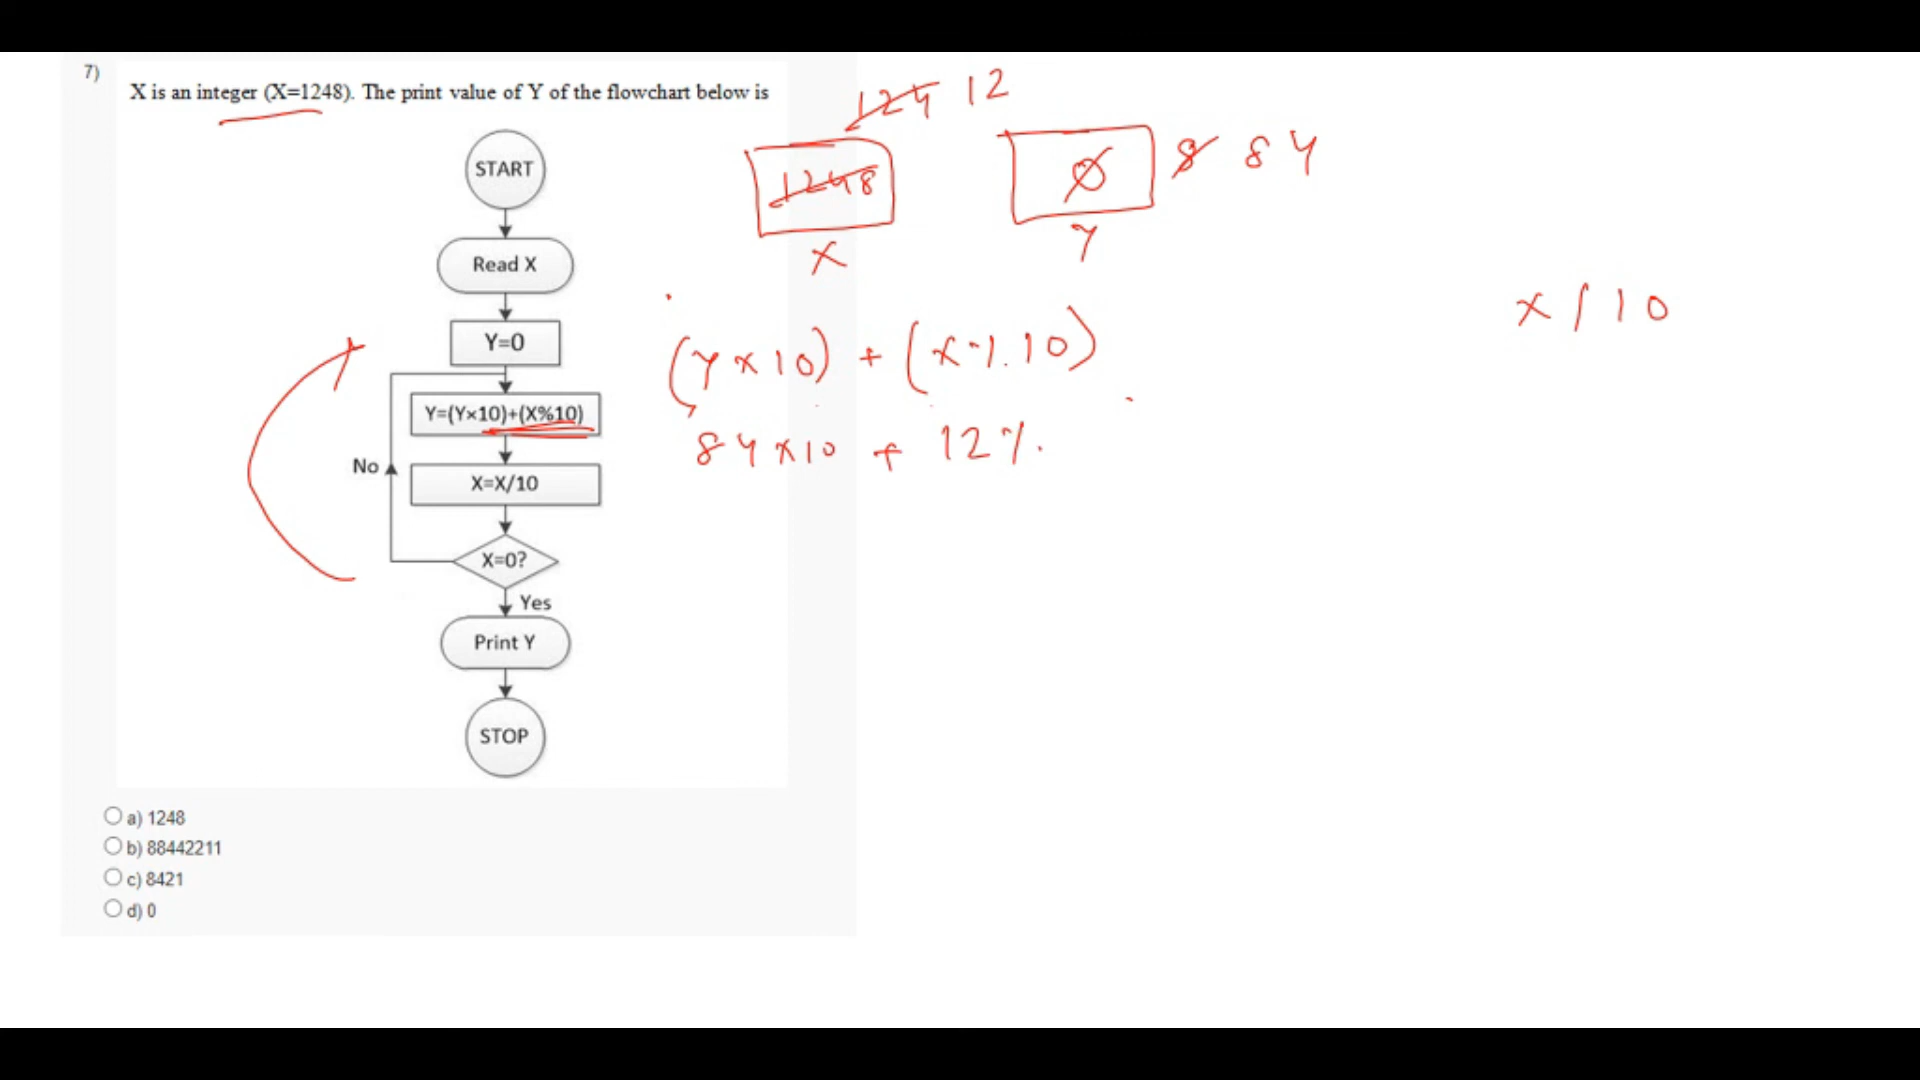 7)
X is an integer (X=1248). The print value of Y of the flowchart below is
124 12
START
1248
0 8 84
X
Y
Read X
X/10
Y=0
(Y×10) + (X%10)
Y=(Y×10)+(X%10)
84×10 + 12%
No
X=X/10
X=0?
Yes
Print Y
STOP
a) 1248
b) 88442211
c) 8421
d) 0